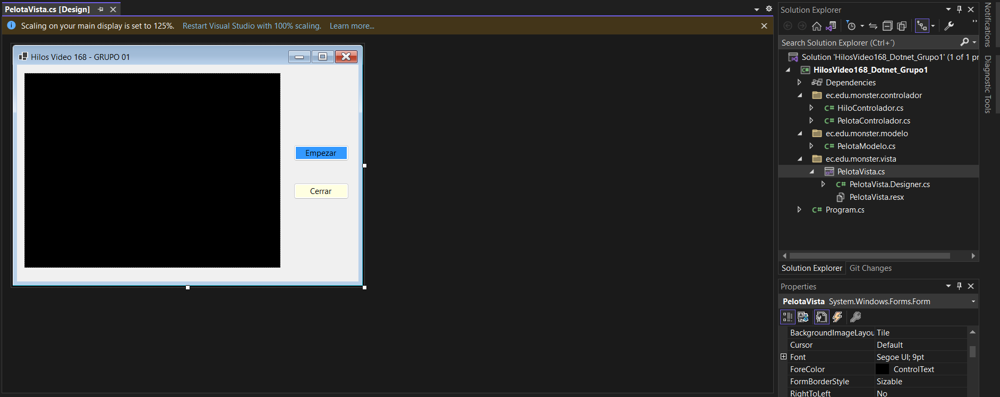 PelotaVista.cs [Design]
Scaling on your main display is set to 125%. Restart Visual Studio with 100% scaling. Learn more...
Hilos Video 168 - GRUPO 01
Empezar
Cerrar
Solution Explorer
Search Solution Explorer (Ctrl+´)
Solution 'HilosVideo168_Dotnet_Grupo1' (1 of 1 pr
C# HilosVideo168_Dotnet_Grupo1
Dependencies
ec.edu.monster.controlador
C# HiloControlador.cs
C# PelotaControlador.cs
ec.edu.monster.modelo
C# PelotaModelo.cs
ec.edu.monster.vista
PelotaVista.cs
C# PelotaVista.Designer.cs
PelotaVista.resx
C# Program.cs
Solution Explorer Git Changes
Properties
PelotaVista System.Windows.Forms.Form
BackgroundImageLayou Tile
Cursor Default
Font Segoe UI; 9pt
ForeColor ControlText
FormBorderStyle Sizable
RightToLeft No
Notifications
Diagnostic Tools